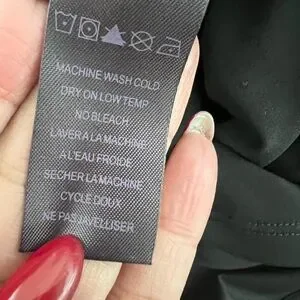 MACHINE WASH COLD
DRY ON LOW TEMP
NO BLEACH
LAVER A LA MACHINE
A L'EAU FROIDE
SECHER LA MACHINE
CYCLE DOUX
NE PAS JAVELLISER